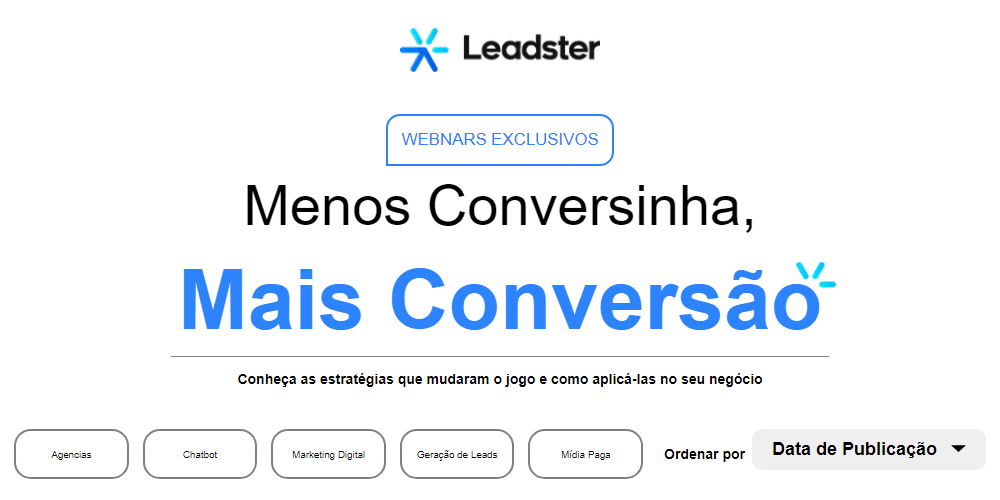 Leadster
WEBNARS EXCLUSIVOS
Menos Conversinha,
Mais Conversão
Conheça as estratégias que mudaram o jogo e como aplicá-las no seu negócio
Agencias Chatbot Marketing Digital Geração de Leads Mídia Paga Ordenar por Data de Publicação